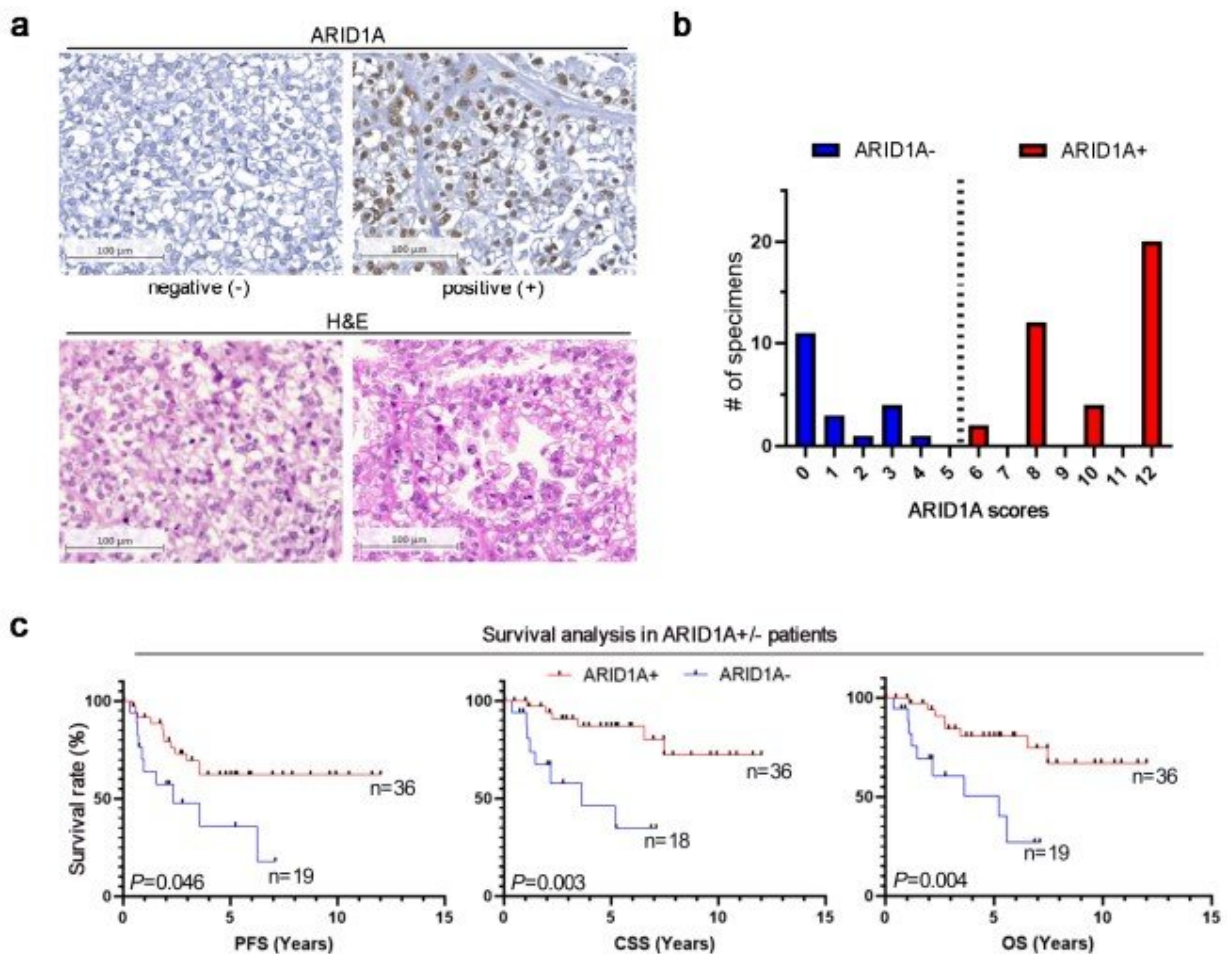 a
ARID1A
100 µm
100 µm
negative (-)
positive (+)
H&E
100 µm
100 µm
b
ARID1A-
ARID1A+
# of specimens
20
10
0
0 1 2 3 4 5 6 7 8 9 10 11 12
ARID1A scores
c
Survival analysis in ARID1A+/- patients
ARID1A+
ARID1A-
Survival rate (%)
100
50
0
n=36
n=19
P=0.046
0 5 10 15
PFS (Years)
100
50
0
n=36
n=18
P=0.003
0 5 10 15
CSS (Years)
100
50
0
n=36
n=19
P=0.004
0 5 10 15
OS (Years)